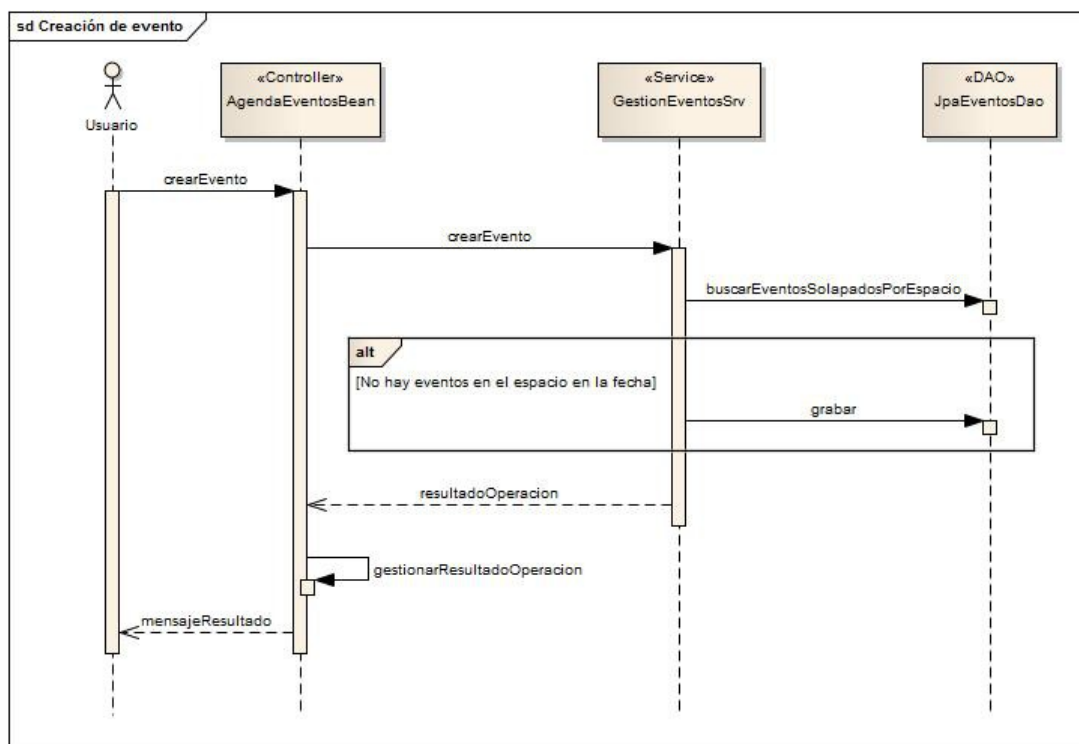 sd Creación de evento
Usuario
«Controller»
AgendaEventosBean
«Service»
GestionEventosSrv
«DAO»
JpaEventosDao
crearEvento
crearEvento
buscarEventosSolapadosPorEspacio
alt
[No hay eventos en el espacio en la fecha]
grabar
resultadoOperacion
gestionarResultadoOperacion
mensajeResultado